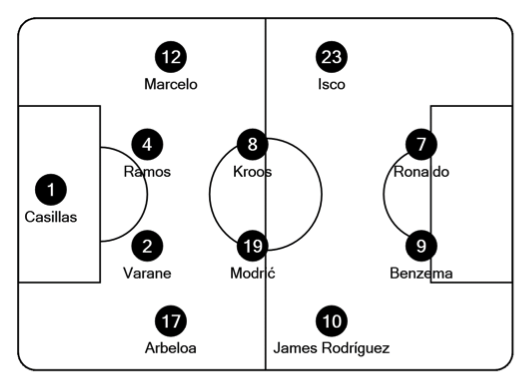 12
Marcelo
23
Isco
4
Ramos
8
Kroos
7
Ronaldo
1
Casillas
2
Varane
19
Modrić
9
Benzema
17
Arbeloa
10
James Rodríguez